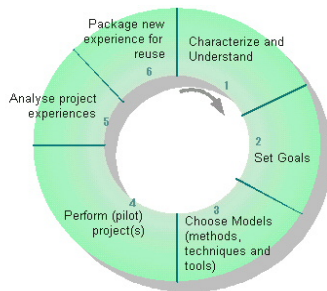 Package new
experience for
reuse
6
Characterize and
Understand
1
2
Set Goals
3
Choose Models
(methods,
techniques and
tools)
4
Perform (pilot)
project(s)
5
Analyse project
experiences